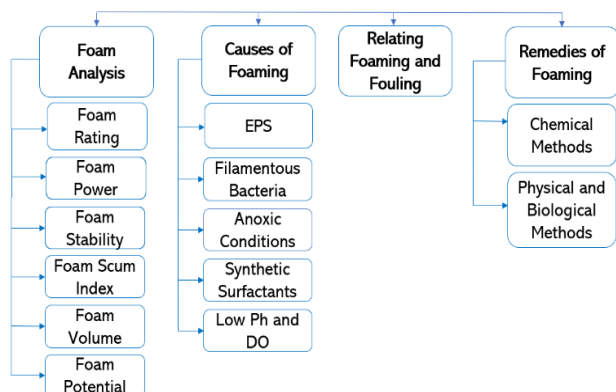 Foam
Analysis
Foam
Rating
Foam
Power
Foam
Stability
Foam Scum
Index
Foam
Volume
Foam
Potential
Causes of
Foaming
EPS
Filamentous
Bacteria
Anoxic
Conditions
Synthetic
Surfactants
Low Ph and
DO
Relating
Foaming and
Fouling
Remedies of
Foaming
Chemical
Methods
Physical and
Biological
Methods